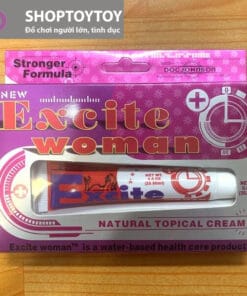 SHOPTOYTOY
Đồ chơi người lớn, tình dục
Stronger
Formula
NEW
Excite
woman
Excite
NATURAL TOPICAL CREAM
Excite woman™ is a water-based health care product